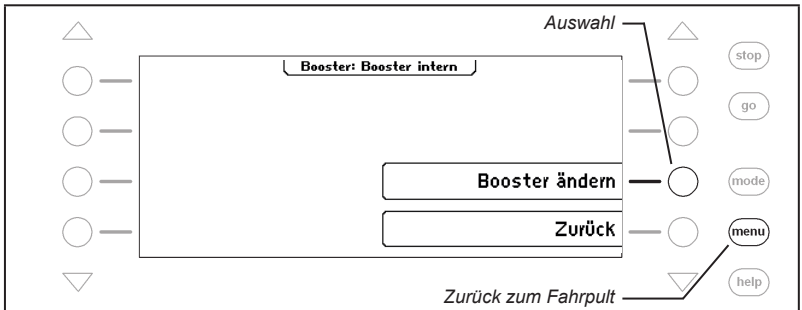 Auswahl
stop
Booster: Booster intern
go
Booster ändern
mode
Zurück
menu
help
Zurück zum Fahrpult